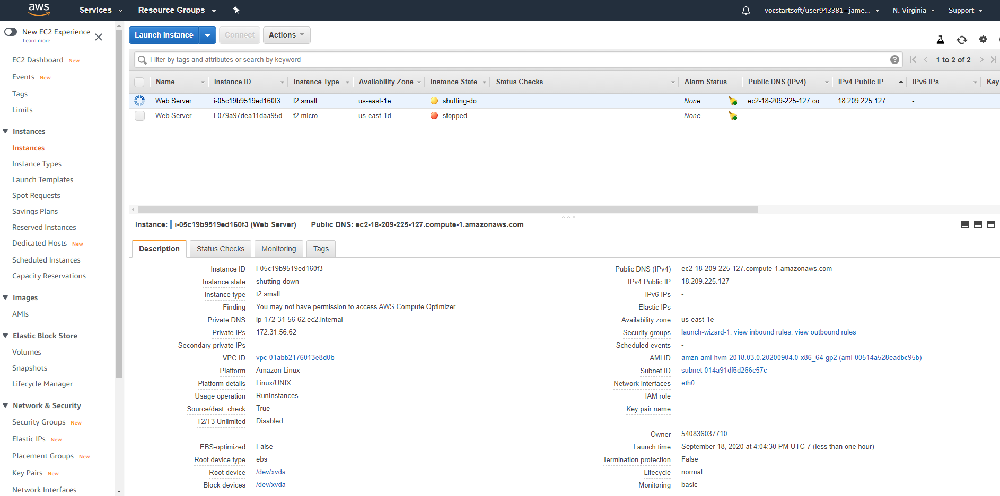 aws
Services
Resource Groups
vocstartsoft/user943381=jame...
N. Virginia
Support
New EC2 Experience
Learn more
EC2 Dashboard New
Events New
Tags
Limits
Instances
Instances
Instance Types
Launch Templates
Spot Requests
Savings Plans
Reserved Instances
Dedicated Hosts New
Scheduled Instances
Capacity Reservations
Images
AMIs
Elastic Block Store
Volumes
Snapshots
Lifecycle Manager
Network & Security
Security Groups New
Elastic IPs New
Placement Groups New
Key Pairs New
Network Interfaces
Launch Instance
Connect
Actions
Filter by tags and attributes or search by keyword
1 to 2 of 2
Name Instance ID Instance Type Availability Zone Instance State Status Checks Alarm Status Public DNS (IPv4) IPv4 Public IP IPv6 IPs Key
Web Server i-05c19b9519ed160f3 t2.small us-east-1e shutting-do... None ec2-18-209-225-127.co... 18.209.225.127 -
Web Server i-079a97dea11daa95d t2.micro us-east-1d stopped None - -
Instance: i-05c19b9519ed160f3 (Web Server) Public DNS: ec2-18-209-225-127.compute-1.amazonaws.com
Description
Status Checks
Monitoring
Tags
Instance ID i-05c19b9519ed160f3
Instance state shutting-down
Instance type t2.small
Finding You may not have permission to access AWS Compute Optimizer.
Private DNS ip-172-31-56-62.ec2.internal
Private IPs 172.31.56.62
Secondary private IPs
VPC ID vpc-01abb2176013e8d0b
Platform Amazon Linux
Platform details Linux/UNIX
Usage operation RunInstances
Source/dest. check True
T2/T3 Unlimited Disabled
EBS-optimized False
Root device type ebs
Root device /dev/xvda
Block devices /dev/xvda
Public DNS (IPv4) ec2-18-209-225-127.compute-1.amazonaws.com
IPv4 Public IP 18.209.225.127
IPv6 IPs -
Elastic IPs
Availability zone us-east-1e
Security groups launch-wizard-1. view inbound rules. view outbound rules
Scheduled events -
AMI ID amzn-ami-hvm-2018.03.0.20200904.0-x86_64-gp2 (ami-00514a528eadbc95b)
Subnet ID subnet-014a91df6d266c57c
Network interfaces eth0
IAM role -
Key pair name -
Owner 540836037710
Launch time September 18, 2020 at 4:04:30 PM UTC-7 (less than one hour)
Termination protection False
Lifecycle normal
Monitoring basic